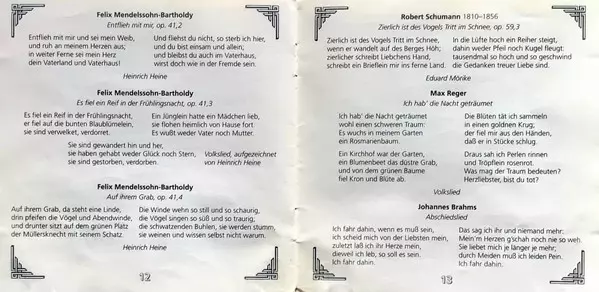 Felix Mendelssohn-Bartholdy
Entflieh mit mir, op. 41,2
Entflieh mit mir und sei mein Weib,
und ruh an meinem Herzen aus;
in weiter Ferne sei mein Herz
dein Vaterland und Vaterhaus!
Und fliehst du nicht, so sterb ich hier,
und du bist einsam und allein;
und bleibst du auch im Vaterhaus,
wirst doch wie in der Fremde sein.
Heinrich Heine
Felix Mendelssohn-Bartholdy
Es fiel ein Reif in der Frühlingsnacht, op. 41,3
Es fiel ein Reif in der Frühlingsnacht,
er fiel auf die bunten Blaublümelein,
sie sind verwelket, verdorret.
Ein Jüngling hatte ein Mädchen lieb,
sie flohen heimlich von Hause fort
Es wußt weder Vater noch Mutter.
Sie sind gewandert hin und her,
sie haben gehabt weder Glück noch Stern,
sie sind gestorben, verdorben.
Volkslied, aufgezeichnet
von Heinrich Heine
Felix Mendelssohn-Bartholdy
Auf ihrem Grab, op. 41,4
Auf ihrem Grab, da steht eine Linde,
drin pfeifen die Vögel und Abendwinde,
und drunter sitzt auf dem grünen Platz
der Müllersknecht mit seinem Schatz.
Die Winde wehn so still und so schaurig,
die Vögel singen so süß und so traurig,
die schwatzenden Buhlen, sie werden stumm,
sie weinen und wissen selbst nicht warum.
Heinrich Heine
12
Robert Schumann 1810–1856
Zierlich ist des Vogels Tritt im Schnee, op. 59,3
Zierlich ist des Vogels Tritt im Schnee,
wenn er wandelt auf des Berges Höh;
zierlicher schreibt Liebchens Hand,
schreibt ein Brieflein mir ins ferne Land.
In die Lüfte hoch ein Reiher steigt,
dahin weder Pfeil noch Kugel fleugt:
tausendmal so hoch und so geschwind
die Gedanken treuer Liebe sind.
Eduard Mörike
Max Reger
Ich hab' die Nacht geträumet
Ich hab' die Nacht geträumet
wohl einen schweren Traum:
Es wuchs in meinem Garten
ein Rosmarienbaum.
Ein Kirchhof war der Garten,
ein Blumenbeet das düstre Grab,
und von dem grünen Baume
fiel Kron und Blüte ab.
Die Blüten tät ich sammeln
in einen goldnen Krug;
der fiel mir aus den Händen,
daß er in Stücke schlug.
Draus sah ich Perlen rinnen
und Tröpflein rosenrot.
Was mag der Traum bedeuten?
Herzliebster, bist du tot?
Volkslied
Johannes Brahms
Abschiedslied
Ich fahr dahin, wenn es muß sein,
ich scheid mich von der Liebsten mein,
zuletzt laß ich ihr Herze mein,
dieweil ich leb, so soll es sein.
Ich fahr dahin.
Das sag ich ihr und niemand mehr:
Mein'm Herzen g'schah noch nie so weh.
Sie liebet mich je länger je mehr;
durch Meiden muß ich leiden Pein.
Ich fahr dahin.
13